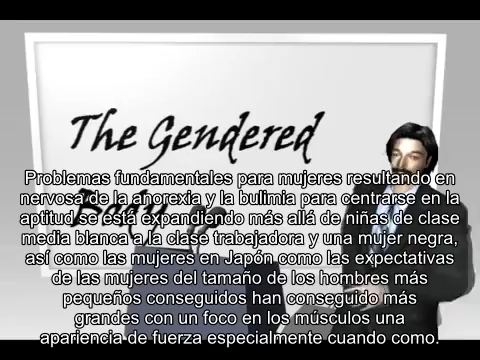 The Gendered
Problemas fundamentales para mujeres resultando en
nervosa de la anorexia y la bulimia para centrarse en la
aptitud se está expandiendo más allá de niñas de clase
media blanca a la clase trabajadora y una mujer negra,
así como las mujeres en Japón como las expectativas
de las mujeres del tamaño de los hombres más
pequeños conseguidos han conseguido más
grandes con un foco en los músculos una
apariencia de fuerza especialmente cuando como.